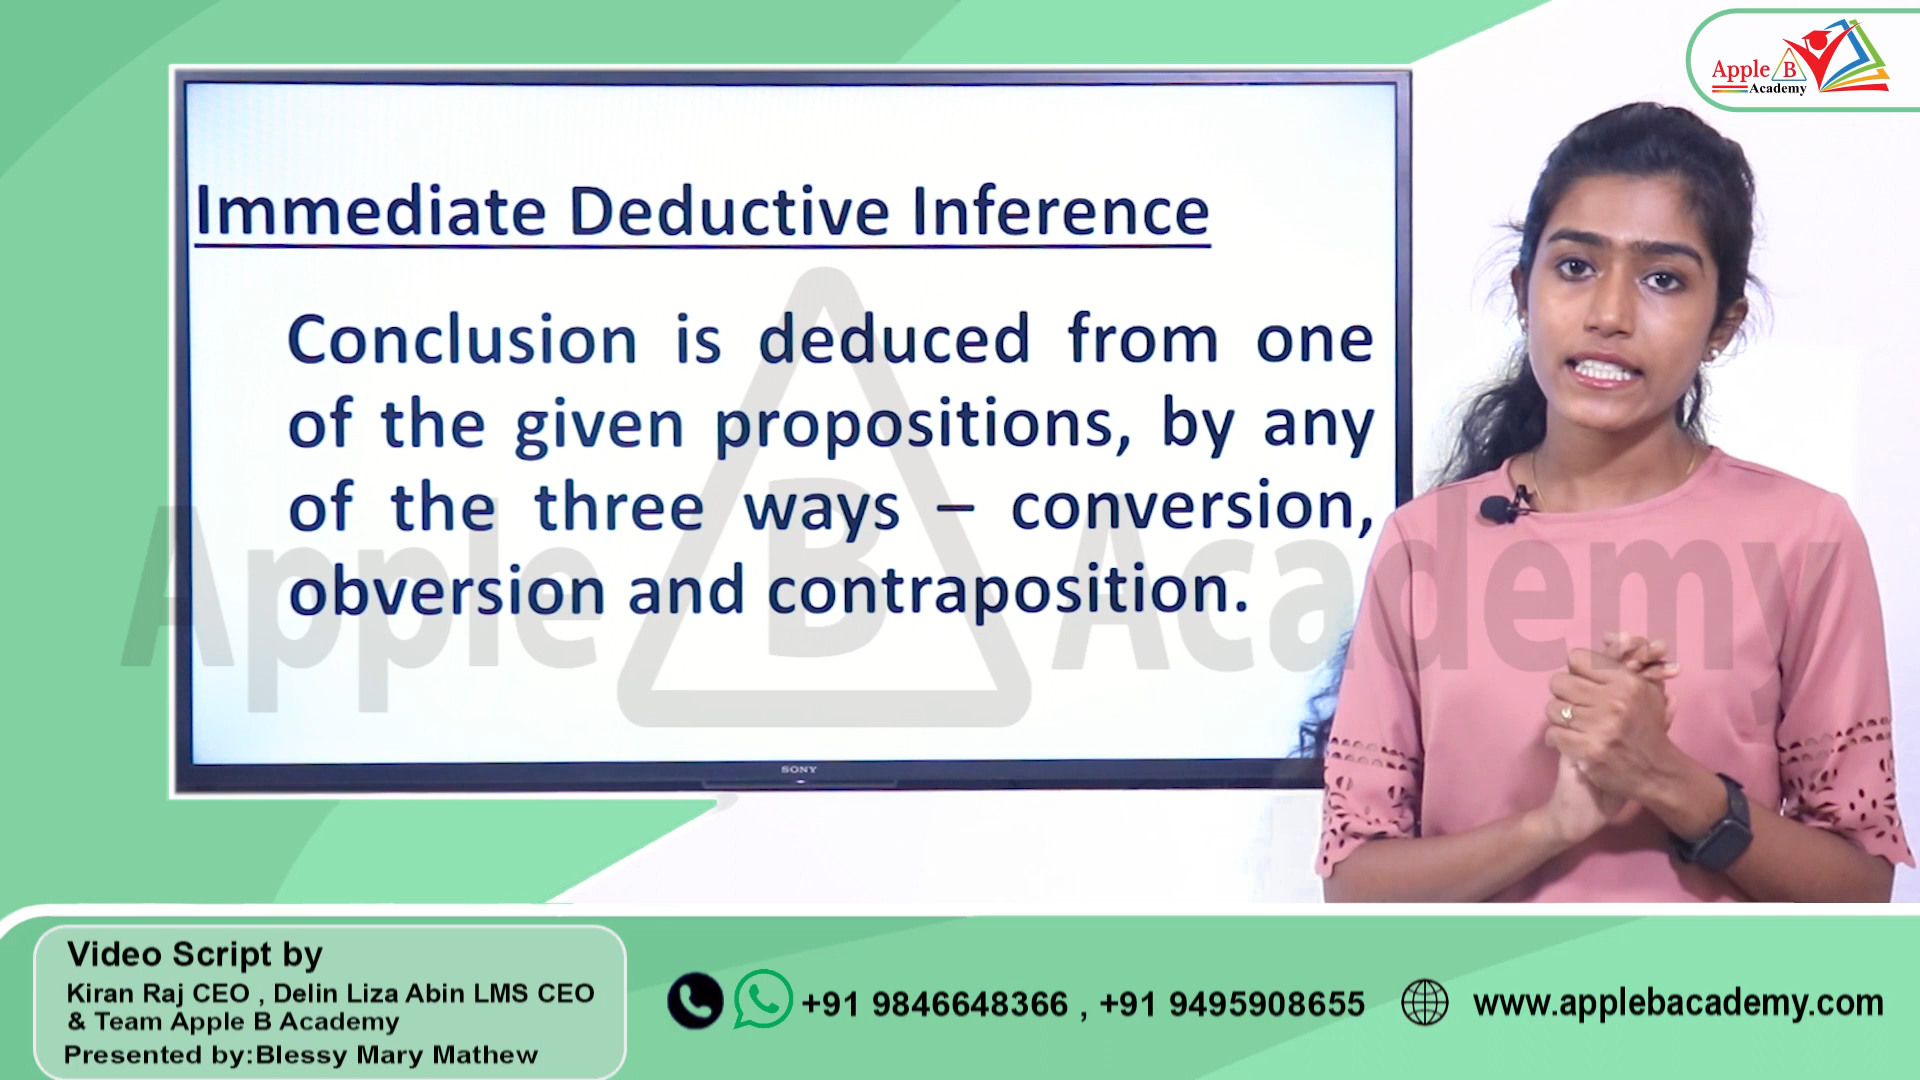 Apple B
Academy
Immediate Deductive Inference
Conclusion is deduced from one
of the given propositions, by any
of the three ways – conversion,
obversion and contraposition.
Apple B Academy
SONY
Video Script by
Kiran Raj CEO , Delin Liza Abin LMS CEO
& Team Apple B Academy
Presented by:Blessy Mary Mathew
+91 9846648366 , +91 9495908655
www.applebacademy.com